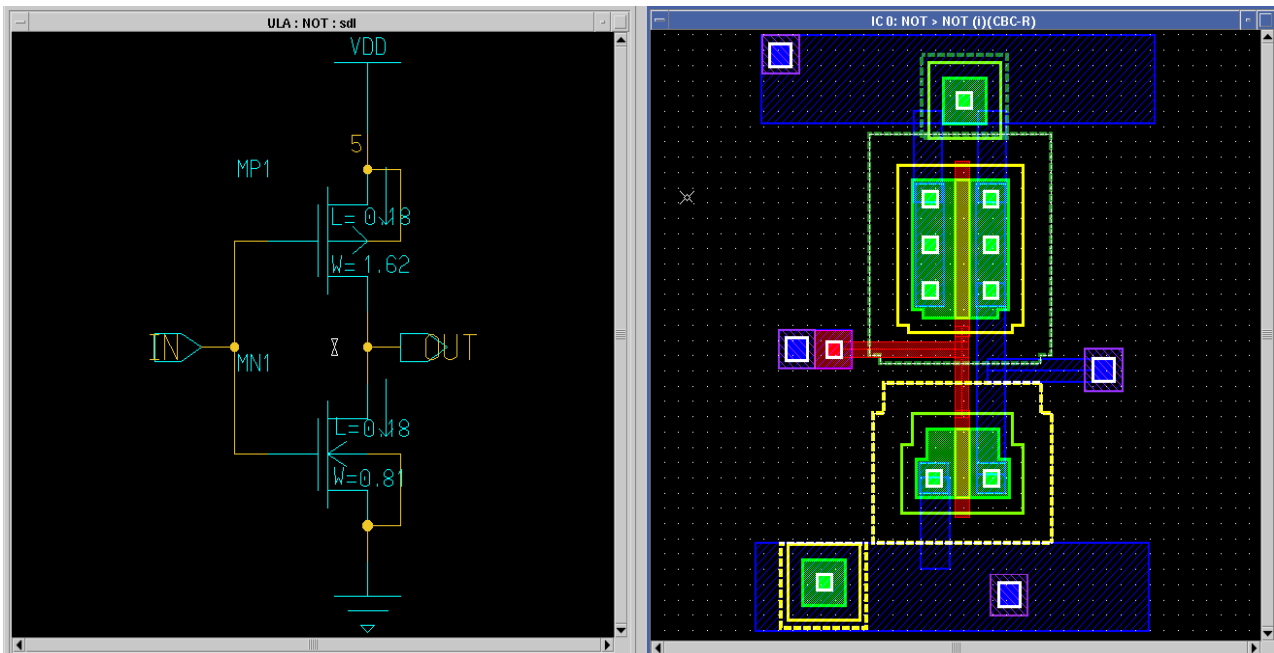 ULA : NOT : sdl
VDD
5
MP1
L=0.18
W=1.62
IN
OUT
MN1
L=0.18
W=0.81
IC 0: NOT > NOT (i)(CBC-R)